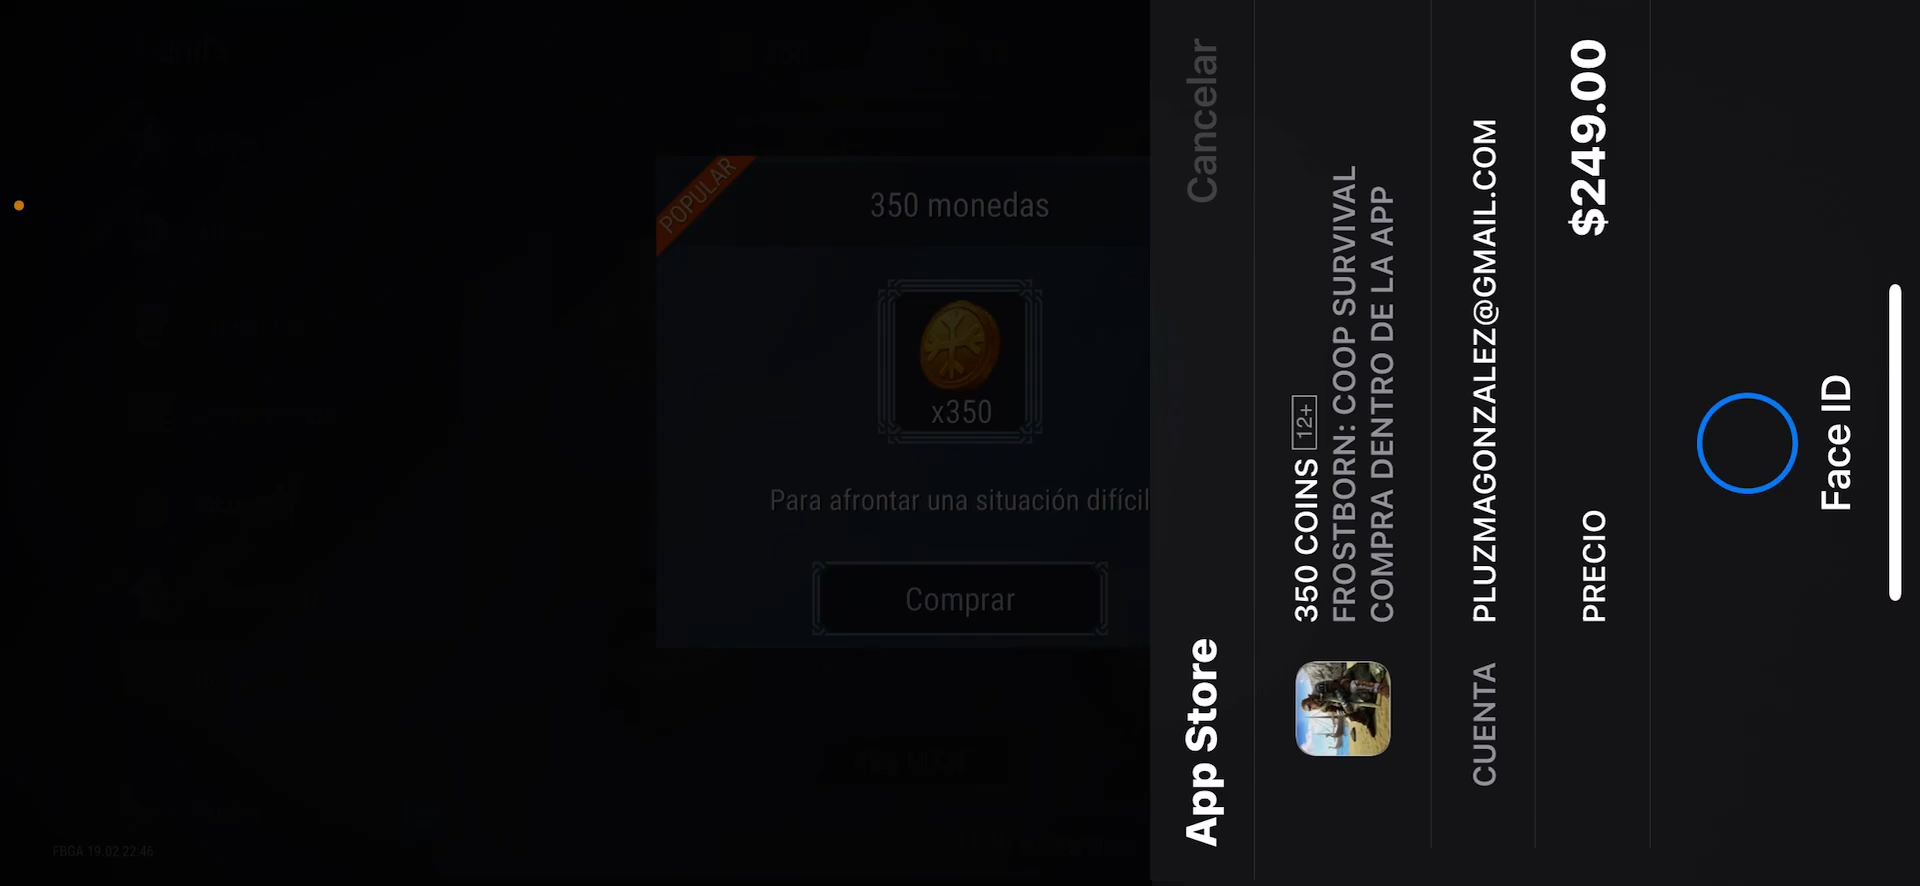 POPULAR
350 monedas
x350
Para afrontar una situación difícil
Comprar
FBGA 19.02.22:46
App Store
Cancelar
350 COINS 12+
FROSTBORN: COOP SURVIVAL
COMPRA DENTRO DE LA APP
CUENTA PLUZMAGONZALEZ@GMAIL.COM
PRECIO $249.00
Face ID